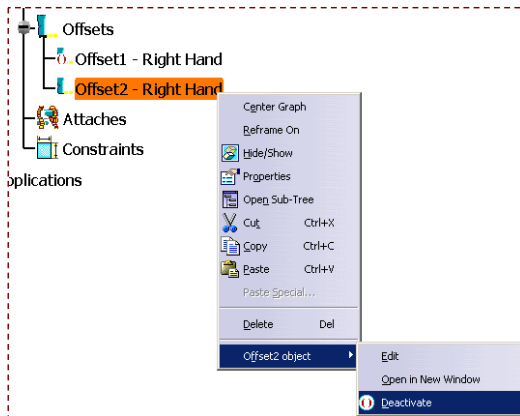 Offsets
Offset1 - Right Hand
Offset2 - Right Hand
Attaches
Constraints
pplications
Center Graph
Reframe On
Hide/Show
Properties
Open Sub-Tree
Cut Ctrl+X
Copy Ctrl+C
Paste Ctrl+V
Paste Special...
Delete Del
Offset2 object
Edit
Open in New Window
Deactivate